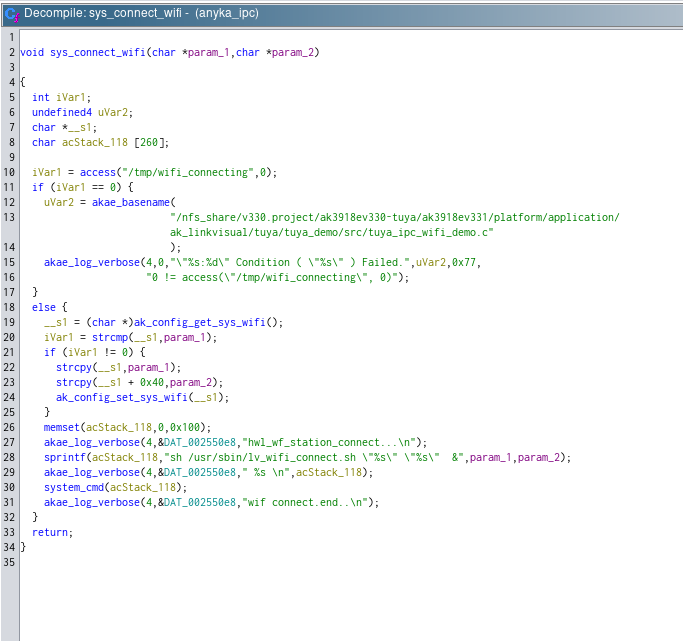 Decompile: sys_connect_wifi - (anyka_ipc)
1
2 void sys_connect_wifi(char *param_1,char *param_2)
3
4 {
5 int iVar1;
6 undefined4 uVar2;
7 char *__s1;
8 char acStack_118 [260];
9
10 iVar1 = access("/tmp/wifi_connecting",0);
11 if (iVar1 == 0) {
12 uVar2 = akae_basename(
13 "/nfs_share/v330.project/ak3918ev330-tuya/ak3918ev331/platform/application/
ak_linkvisual/tuya/tuya_demo/src/tuya_ipc_wifi_demo.c"
14 );
15 akae_log_verbose(4,0,"\"%s:%d\" Condition ( \"%s\" ) Failed.",uVar2,0x77,
16 "0 != access(\"/tmp/wifi_connecting\", 0)");
17 }
18 else {
19 __s1 = (char *)ak_config_get_sys_wifi();
20 iVar1 = strcmp(__s1,param_1);
21 if (iVar1 != 0) {
22 strcpy(__s1,param_1);
23 strcpy(__s1 + 0x40,param_2);
24 ak_config_set_sys_wifi(__s1);
25 }
26 memset(acStack_118,0,0x100);
27 akae_log_verbose(4,&DAT_002550e8,"hwl_wf_station_connect...\n");
28 sprintf(acStack_118,"sh /usr/sbin/lv_wifi_connect.sh \"%s\" \"%s\"  &",param_1,param_2);
29 akae_log_verbose(4,&DAT_002550e8," %s \n",acStack_118);
30 system_cmd(acStack_118);
31 akae_log_verbose(4,&DAT_002550e8,"wif connect.end..\n");
32 }
33 return;
34 }
35